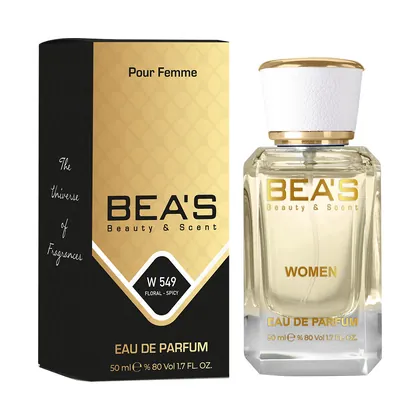 Pour Femme
The
Universe
of
Fragrances
BEA'S
Beauty & Scent
W 549
FLORAL - SPICY
EAU DE PARFUM
50 ml ℮ % 80 Vol 1.7 FL. OZ.
BEA'S
Beauty & Scent
WOMEN
EAU DE PARFUM
50 ml ℮ % 80 Vol 1.7 FL. OZ.